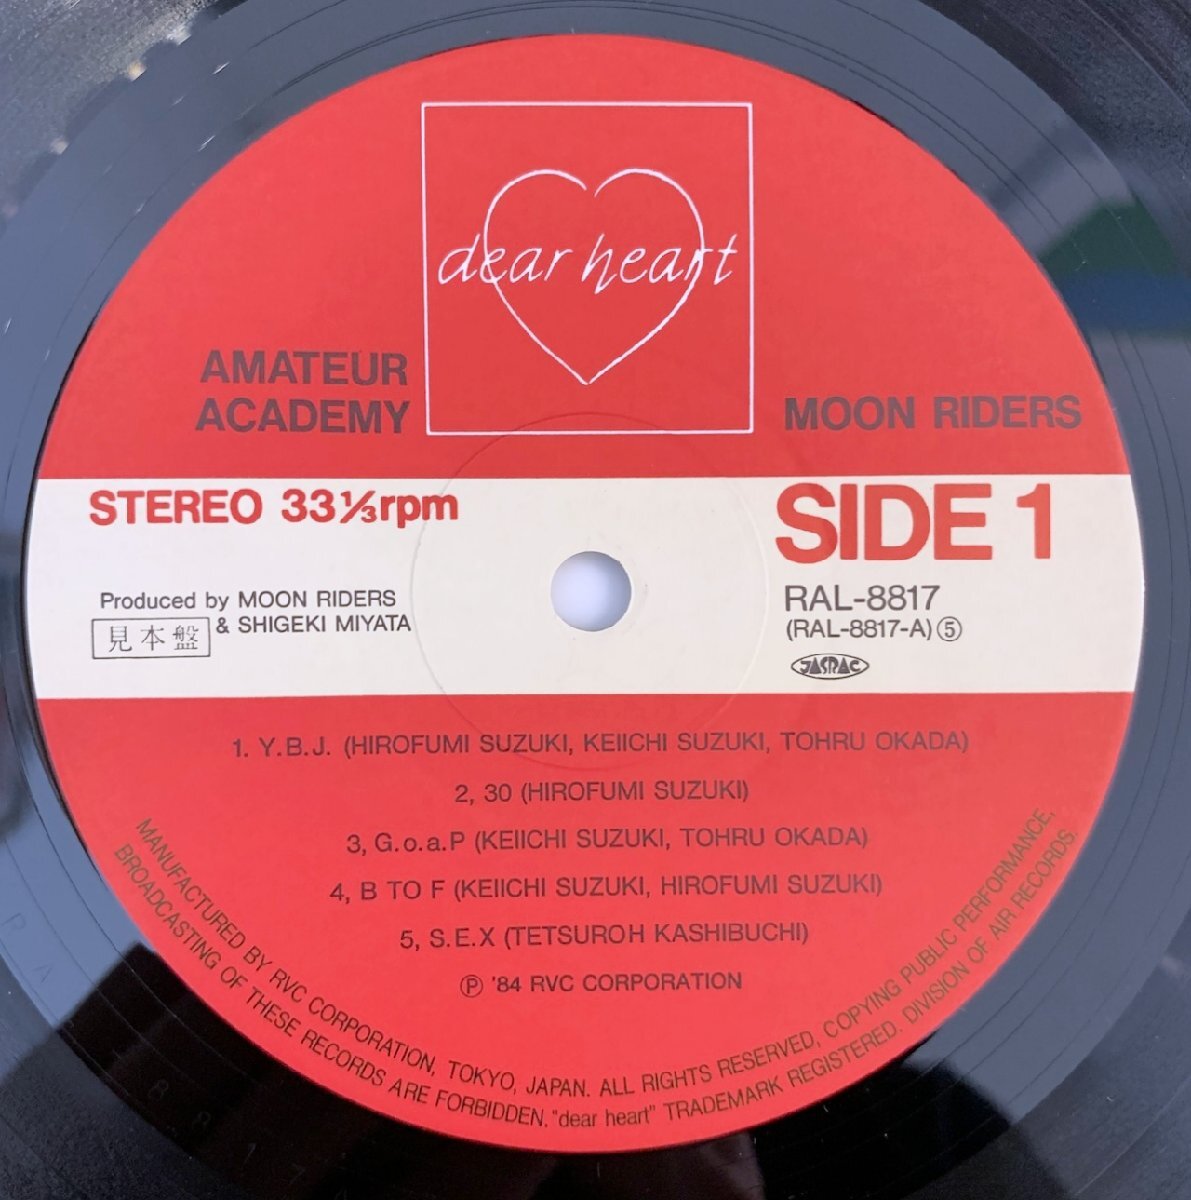 dear heart
AMATEUR
ACADEMY
MOON RIDERS
STEREO 33 1/3 rpm
SIDE 1
Produced by MOON RIDERS
& SHIGEKI MIYATA
見本盤
RAL-8817
(RAL-8817-A)⑤
JASRAC
1. Y.B.J. (HIROFUMI SUZUKI, KEIICHI SUZUKI, TOHRU OKADA)
2, 30 (HIROFUMI SUZUKI)
3, G.o.a.P (KEIICHI SUZUKI, TOHRU OKADA)
4, B TO F (KEIICHI SUZUKI, HIROFUMI SUZUKI)
5, S.E.X (TETSUROH KASHIBUCHI)
Ⓟ '84 RVC CORPORATION
MANUFACTURED BY RVC CORPORATION, TOKYO, JAPAN. ALL RIGHTS RESERVED, COPYING PUBLIC PERFORMANCE,
BROADCASTING OF THESE RECORDS ARE FORBIDDEN, "dear heart" TRADEMARK REGISTERED. DIVISION OF AIR RECORDS.